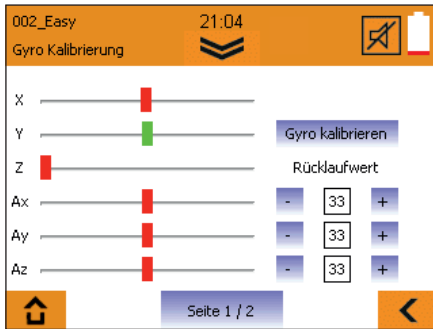 002_Easy 21:04
Gyro Kalibrierung
X
Y Gyro kalibrieren
Z Rücklaufwert
Ax - 33 +
Ay - 33 +
Az - 33 +
Seite 1 / 2